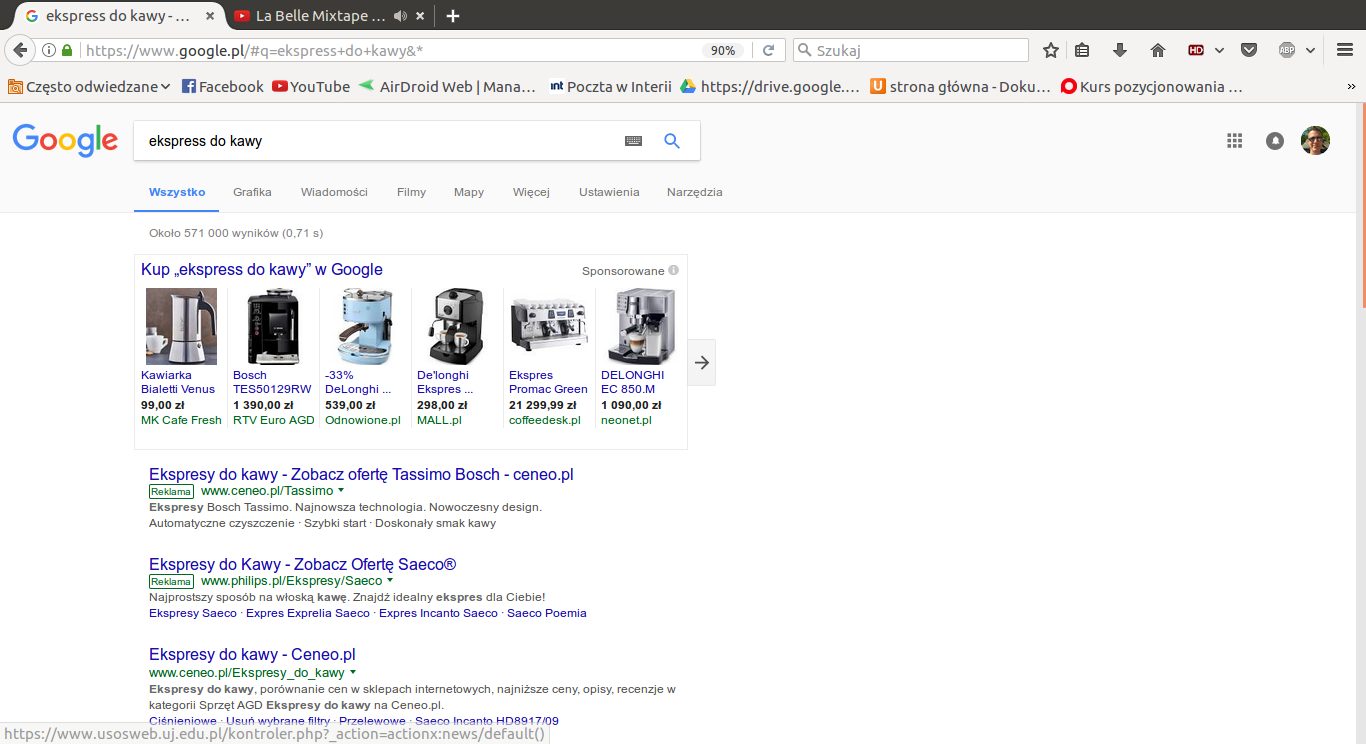 ekspress do kawy - ...
La Belle Mixtape ...
https://www.google.pl/#q=ekspress+do+kawy&*
90%
Szukaj
HD
ABP
Często odwiedzane
Facebook
YouTube
AirDroid Web | Mana...
int Poczta w Interii
https://drive.google....
strona główna - Doku...
Kurs pozycjonowania ...
»
Google
ekspress do kawy
Wszystko
Grafika
Wiadomości
Filmy
Mapy
Więcej
Ustawienia
Narzędzia
Około 571 000 wyników (0,71 s)
Kup „ekspress do kawy” w Google
Sponsorowane
Kawiarka
Bialetti Venus
99,00 zł
MK Cafe Fresh
Bosch
TES50129RW
1 390,00 zł
RTV Euro AGD
-33%
DeLonghi ...
539,00 zł
Odnowione.pl
De'longhi
Ekspres ...
298,00 zł
MALL.pl
Ekspres
Promac Green
21 299,99 zł
coffeedesk.pl
DELONGHI
EC 850.M
1 090,00 zł
neonet.pl
Ekspresy do kawy - Zobacz ofertę Tassimo Bosch - ceneo.pl
Reklama www.ceneo.pl/Tassimo
Ekspresy Bosch Tassimo. Najnowsza technologia. Nowoczesny design.
Automatyczne czyszczenie · Szybki start · Doskonały smak kawy
Ekspresy do Kawy - Zobacz Ofertę Saeco®
Reklama www.philips.pl/Ekspresy/Saeco
Najprostszy sposób na włoską kawę. Znajdź idealny ekspres dla Ciebie!
Ekspresy Saeco · Expres Exprelia Saeco · Expres Incanto Saeco · Saeco Poemia
Ekspresy do kawy - Ceneo.pl
www.ceneo.pl/Ekspresy_do_kawy
Ekspresy do kawy, porównanie cen w sklepach internetowych, najniższe ceny, opisy, recenzje w
kategorii Sprzęt AGD Ekspresy do kawy na Ceneo.pl.
Ciśnieniowe · Usuń wybrane filtry · Przelewowe · Saeco Incanto HD8917/09
https://www.usosweb.uj.edu.pl/kontroler.php?_action=actionx:news/default()